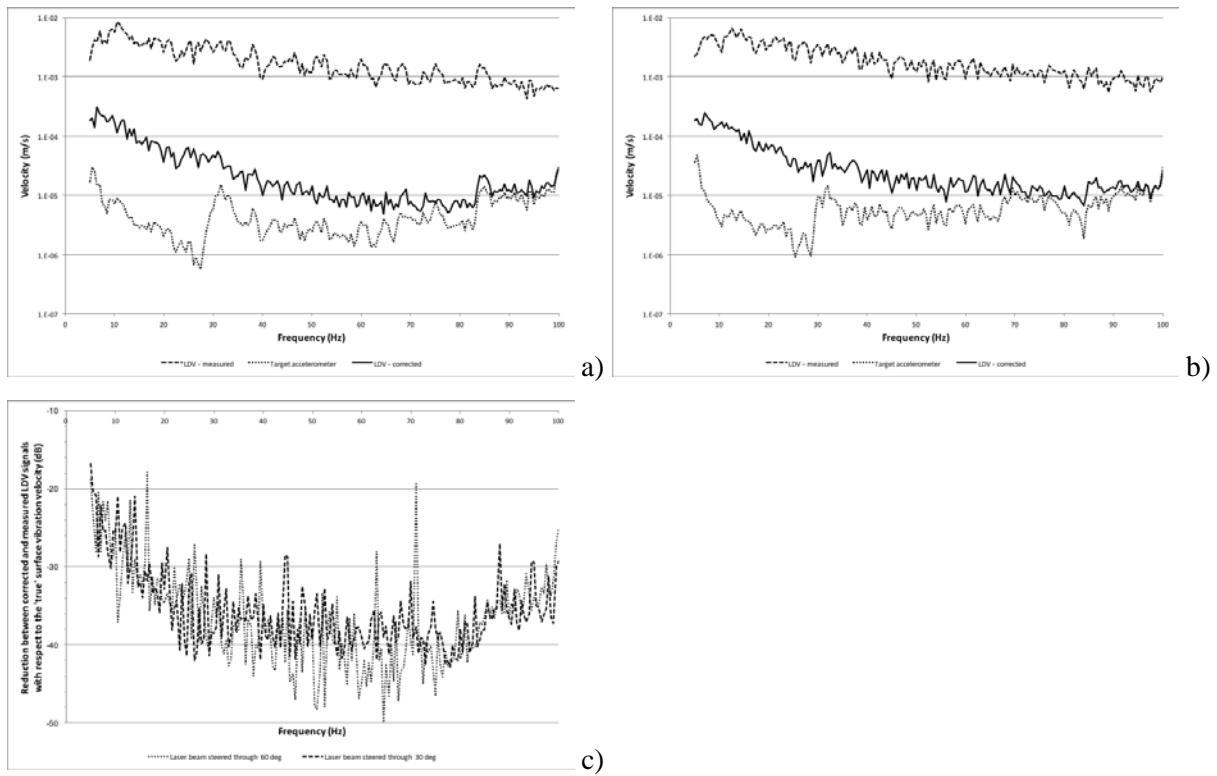 1.E-02
1.E-03
1.E-04
1.E-05
1.E-06
1.E-07
Velocity (m/s)
0 10 20 30 40 50 60 70 80 90 100
Frequency (Hz)
LDV – measured Target accelerometer LDV – corrected
a)
1.E-02
1.E-03
1.E-04
1.E-05
1.E-06
1.E-07
Velocity (m/s)
0 10 20 30 40 50 60 70 80 90 100
Frequency (Hz)
LDV – measured Target accelerometer LDV – corrected
b)
-10
-20
-30
-40
-50
Reduction between corrected and measured LDV signals
with respect to the 'true' surface vibration velocity (dB)
0 10 20 30 40 50 60 70 80 90 100
Frequency (Hz)
Laser beam steered through 60 deg Laser beam steered through 30 deg
c)